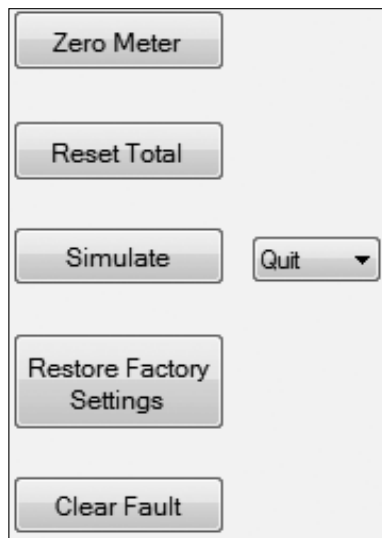 Zero Meter
Reset Total
Simulate
Quit
Restore Factory
Settings
Clear Fault